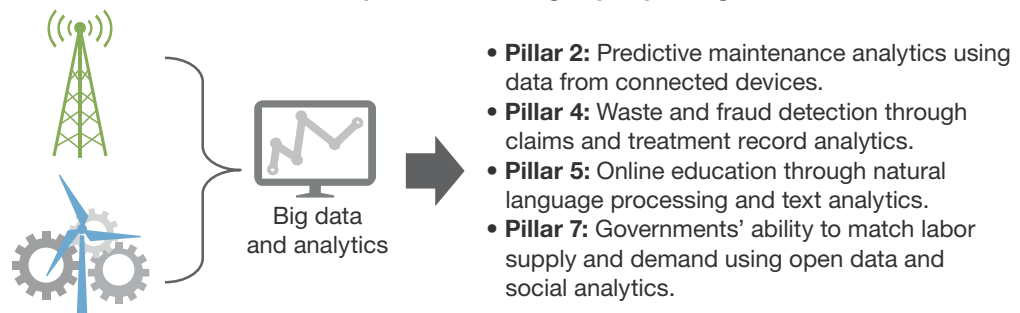 • Pillar 2: Predictive maintenance analytics using
data from connected devices.
• Pillar 4: Waste and fraud detection through
claims and treatment record analytics.
• Pillar 5: Online education through natural
language processing and text analytics.
• Pillar 7: Governments’ ability to match labor
supply and demand using open data and
social analytics.
Big data
and analytics